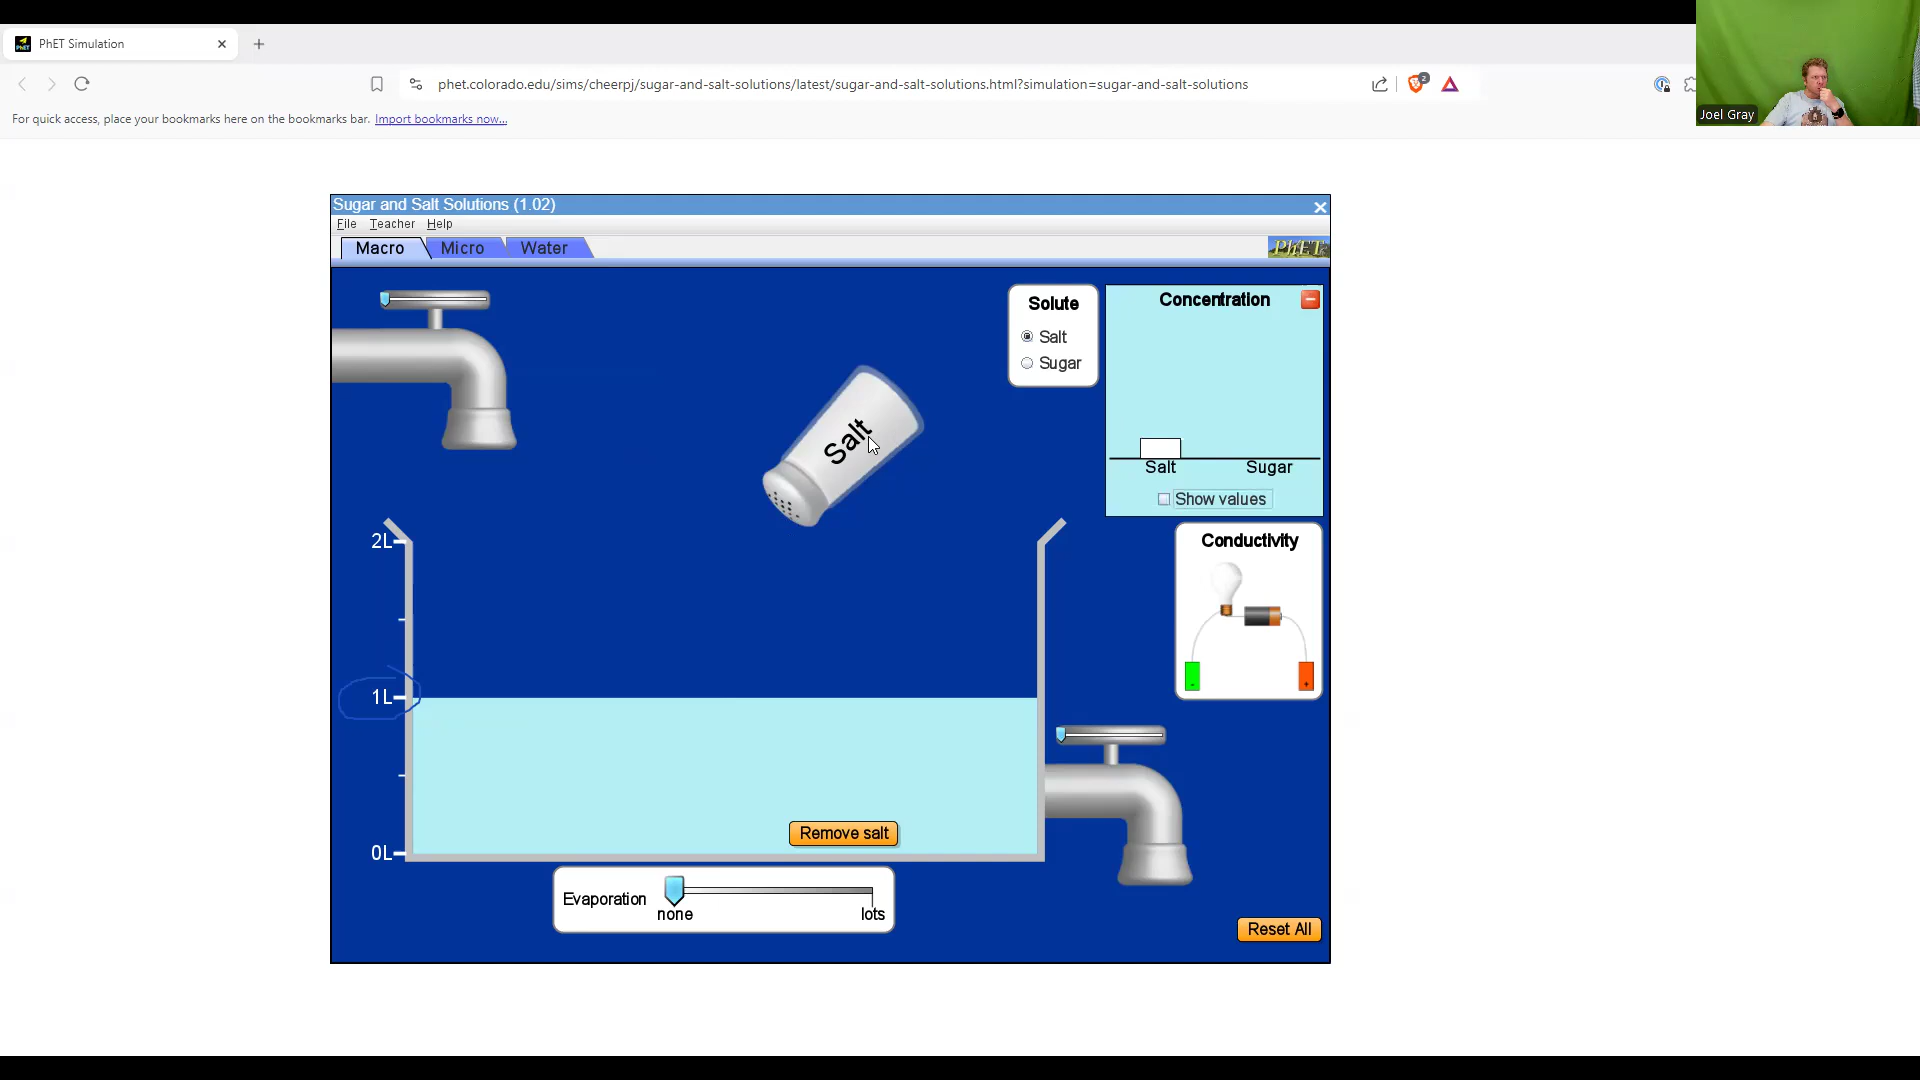 PhET Simulation
phet.colorado.edu/sims/cheerpj/sugar-and-salt-solutions/latest/sugar-and-salt-solutions.html?simulation=sugar-and-salt-solutions
2
For quick access, place your bookmarks here on the bookmarks bar. Import bookmarks now...
Joel Gray
Sugar and Salt Solutions (1.02)
File Teacher Help
Macro Micro Water
PhET
Solute
Salt
Sugar
Concentration
Salt Sugar
Show values
Salt
Conductivity
- +
2L
1L
0L
Remove salt
Evaporation
none lots
Reset All